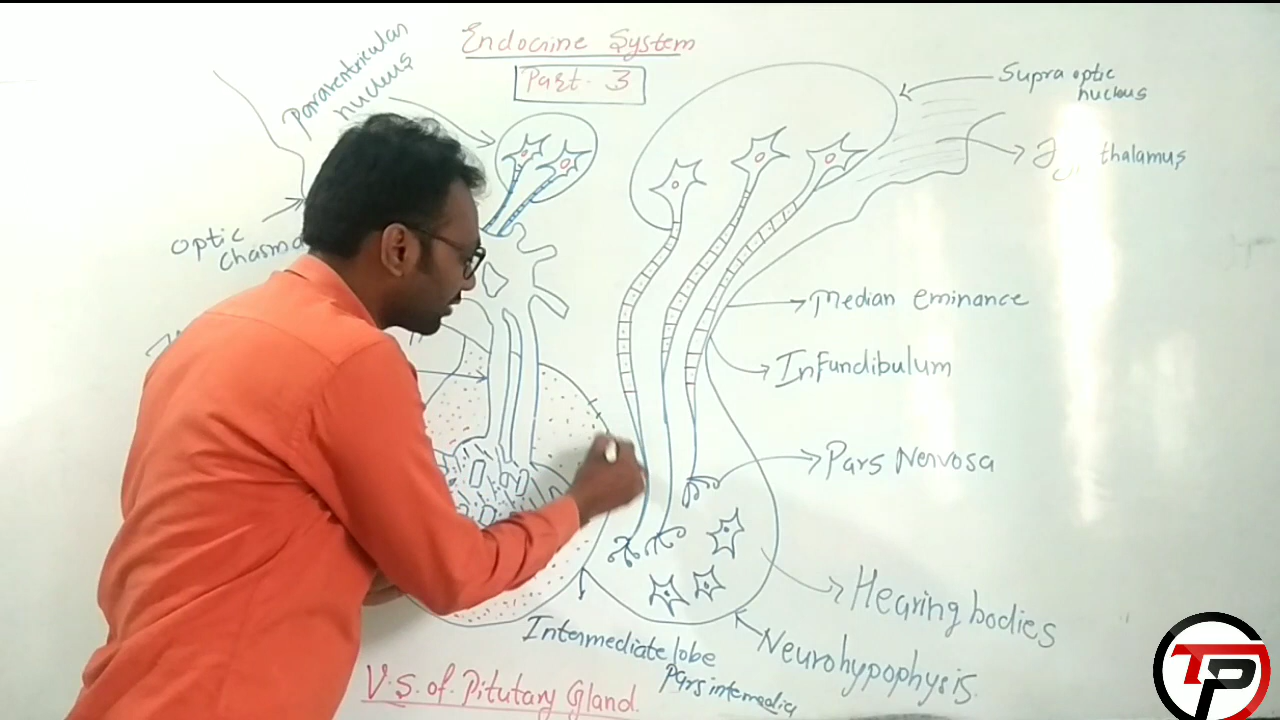 Endocrine System
Part-3
Paraventricular
nucleus
Supra optic
nucleus
thalamus
Optic
Chasma
Median eminance
Infundibulum
Pars Nervosa
Hearing bodies
Neurohypophysis
Intermediate lobe
Pars intemedia
V.S. of Pitutary Gland
TP